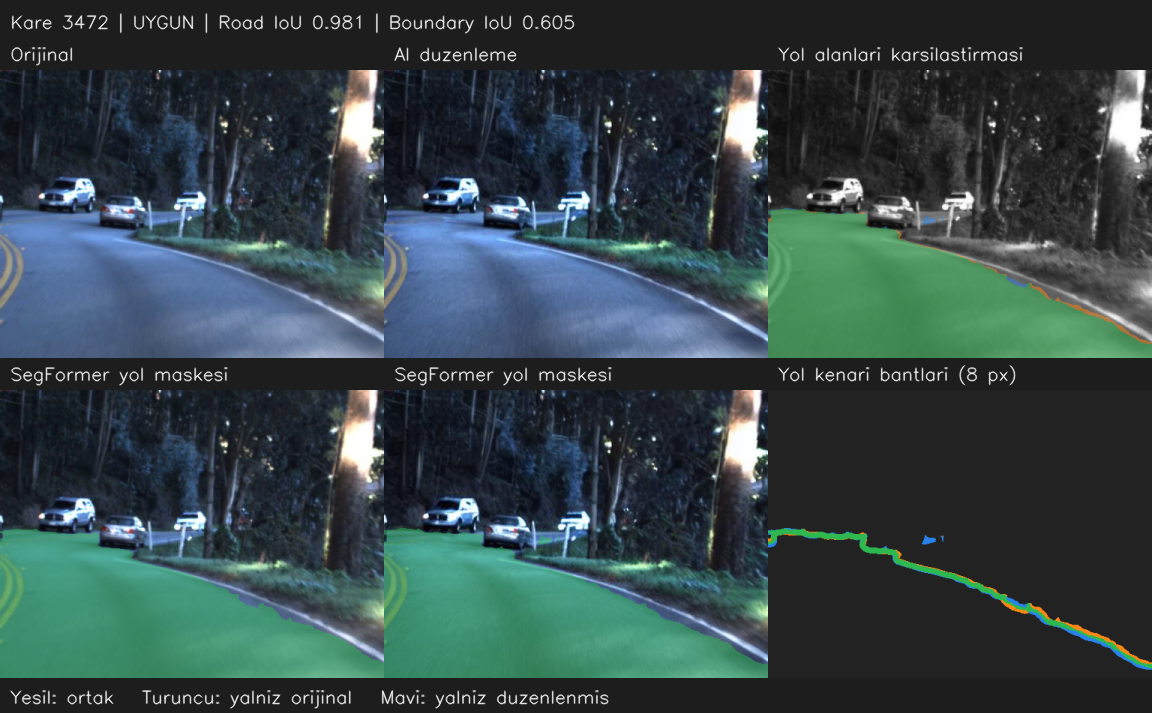 Kare 3472 | UYGUN | Road IoU 0.981 | Boundary IoU 0.605
Orijinal
AI duzenleme
Yol alanlari karsilastirmasi
SegFormer yol maskesi
SegFormer yol maskesi
Yol kenari bantlari (8 px)
Yesil: ortak Turuncu: yalniz orijinal Mavi: yalniz duzenlenmis